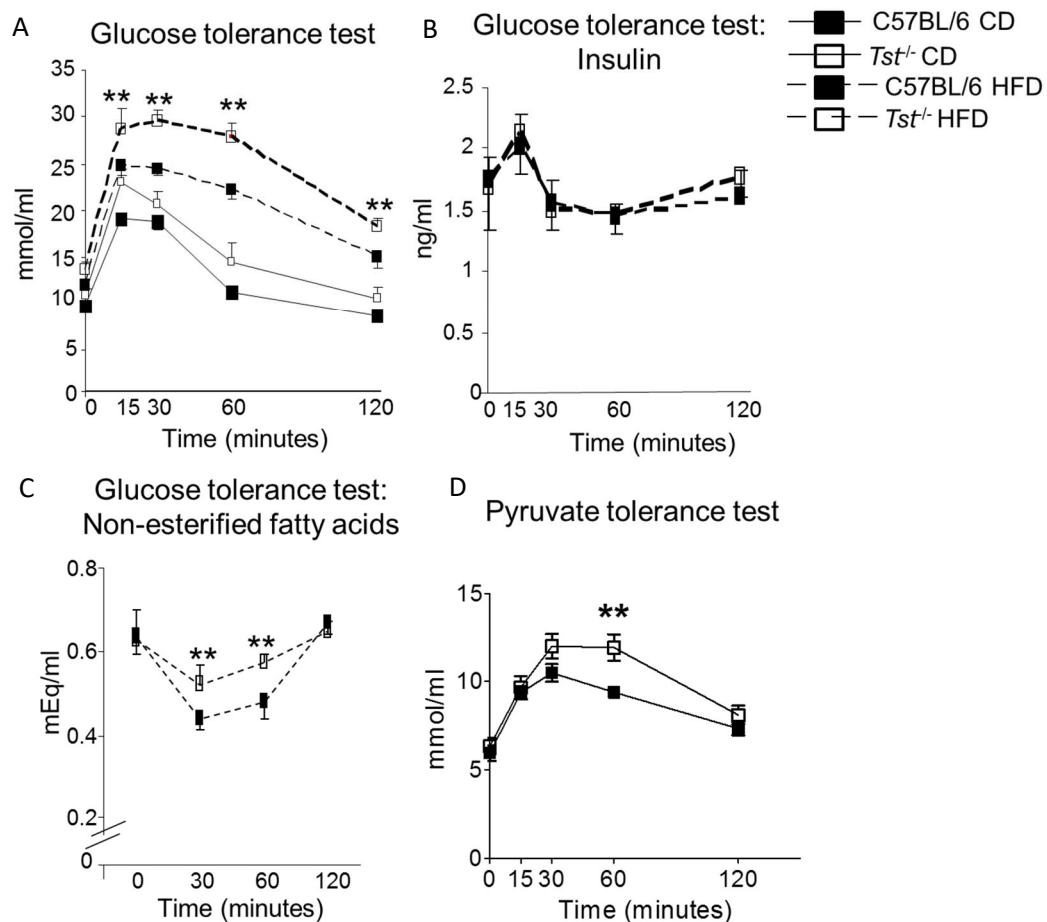 A
Glucose tolerance test
mmol/ml
35
30
25
20
15
10
5
0
** ** **
**
0 15 30 60 120
Time (minutes)
B
Glucose tolerance test:
Insulin
ng/ml
2.5
2
1.5
1
1.5
0
0 15 30 60 120
Time (minutes)
C57BL/6 CD
Tst-/- CD
C57BL/6 HFD
Tst-/- HFD
C
Glucose tolerance test:
Non-esterified fatty acids
mEq/ml
0.8
0.6
0.4
0.2
0
** **
0 30 60 120
Time (minutes)
D
Pyruvate tolerance test
mmol/ml
15
10
5
0
**
0 15 30 60 120
Time (minutes)